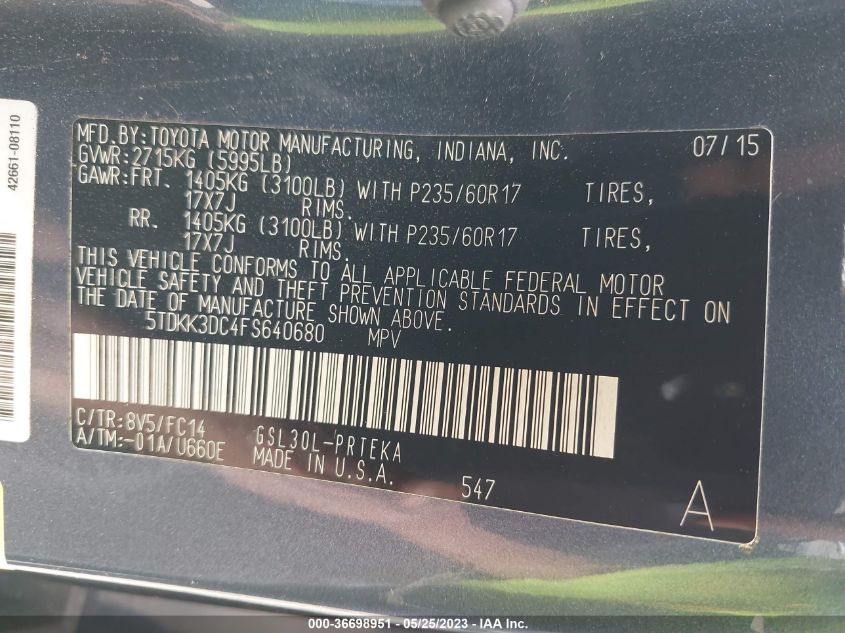 42661-08110
MFD.BY:TOYOTA MOTOR MANUFACTURING, INDIANA, INC. 07/15
GVWR:2715KG (5995LB)
GAWR:FRT. 1405KG (3100LB) WITH P235/60R17 TIRES,
17X7J RIMS.
RR. 1405KG (3100LB) WITH P235/60R17 TIRES,
17X7J RIMS.
THIS VEHICLE CONFORMS TO ALL APPLICABLE FEDERAL MOTOR
VEHICLE SAFETY AND THEFT PREVENTION STANDARDS IN EFFECT ON
THE DATE OF MANUFACTURE SHOWN ABOVE.
5TDKK3DC4FS640680 MPV
C/TR:8V5/FC14 GSL30L-PRTEKA
A/TM:-01A/U660E MADE IN U.S.A. 547
A
000-36698951 - 05/25/2023 - IAA Inc.